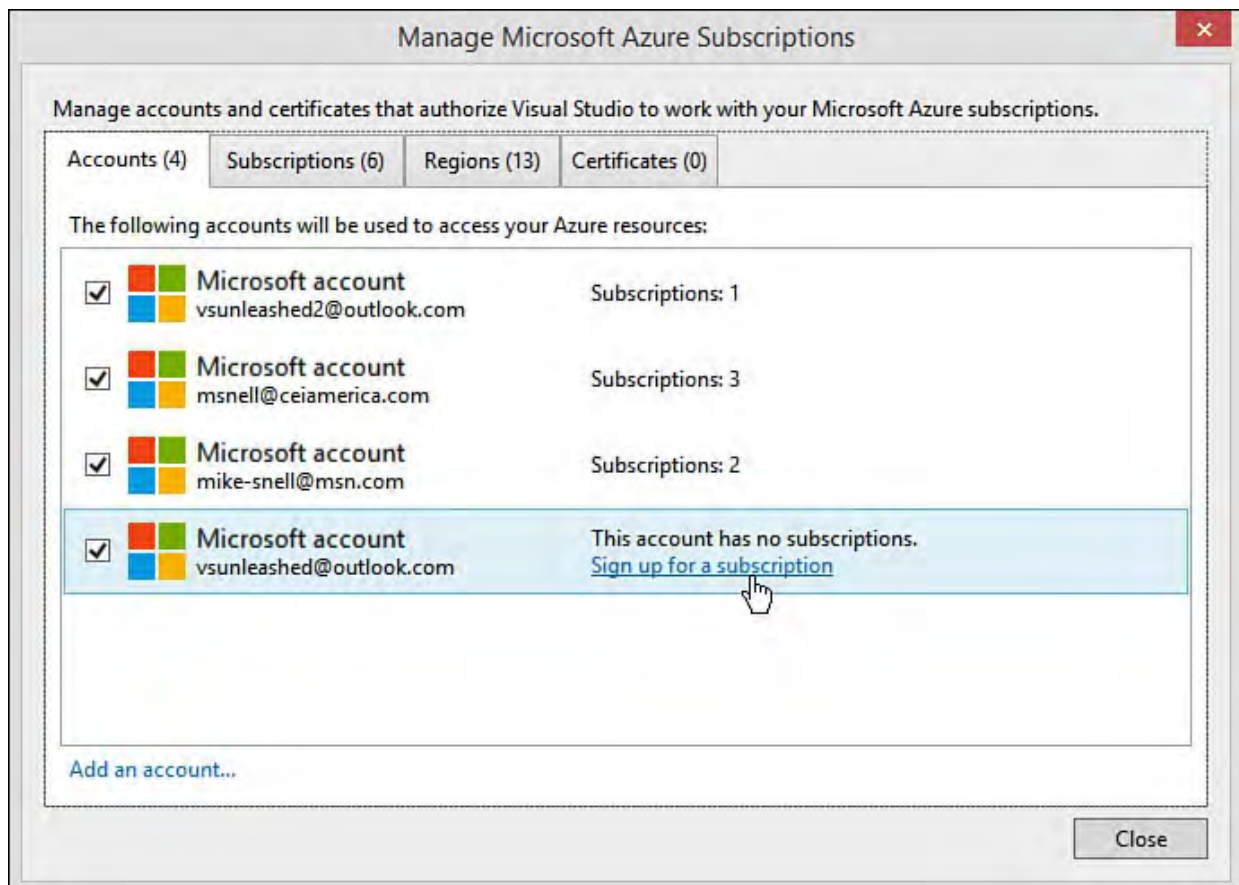 Manage Microsoft Azure Subscriptions
Manage accounts and certificates that authorize Visual Studio to work with your Microsoft Azure subscriptions.
Accounts (4) Subscriptions (6) Regions (13) Certificates (0)
The following accounts will be used to access your Azure resources:
Microsoft account
vsunleashed2@outlook.com
Subscriptions: 1
Microsoft account
msnell@ceiamerica.com
Subscriptions: 3
Microsoft account
mike-snell@msn.com
Subscriptions: 2
Microsoft account
vsunleashed@outlook.com
This account has no subscriptions.
Sign up for a subscription
Add an account...
Close